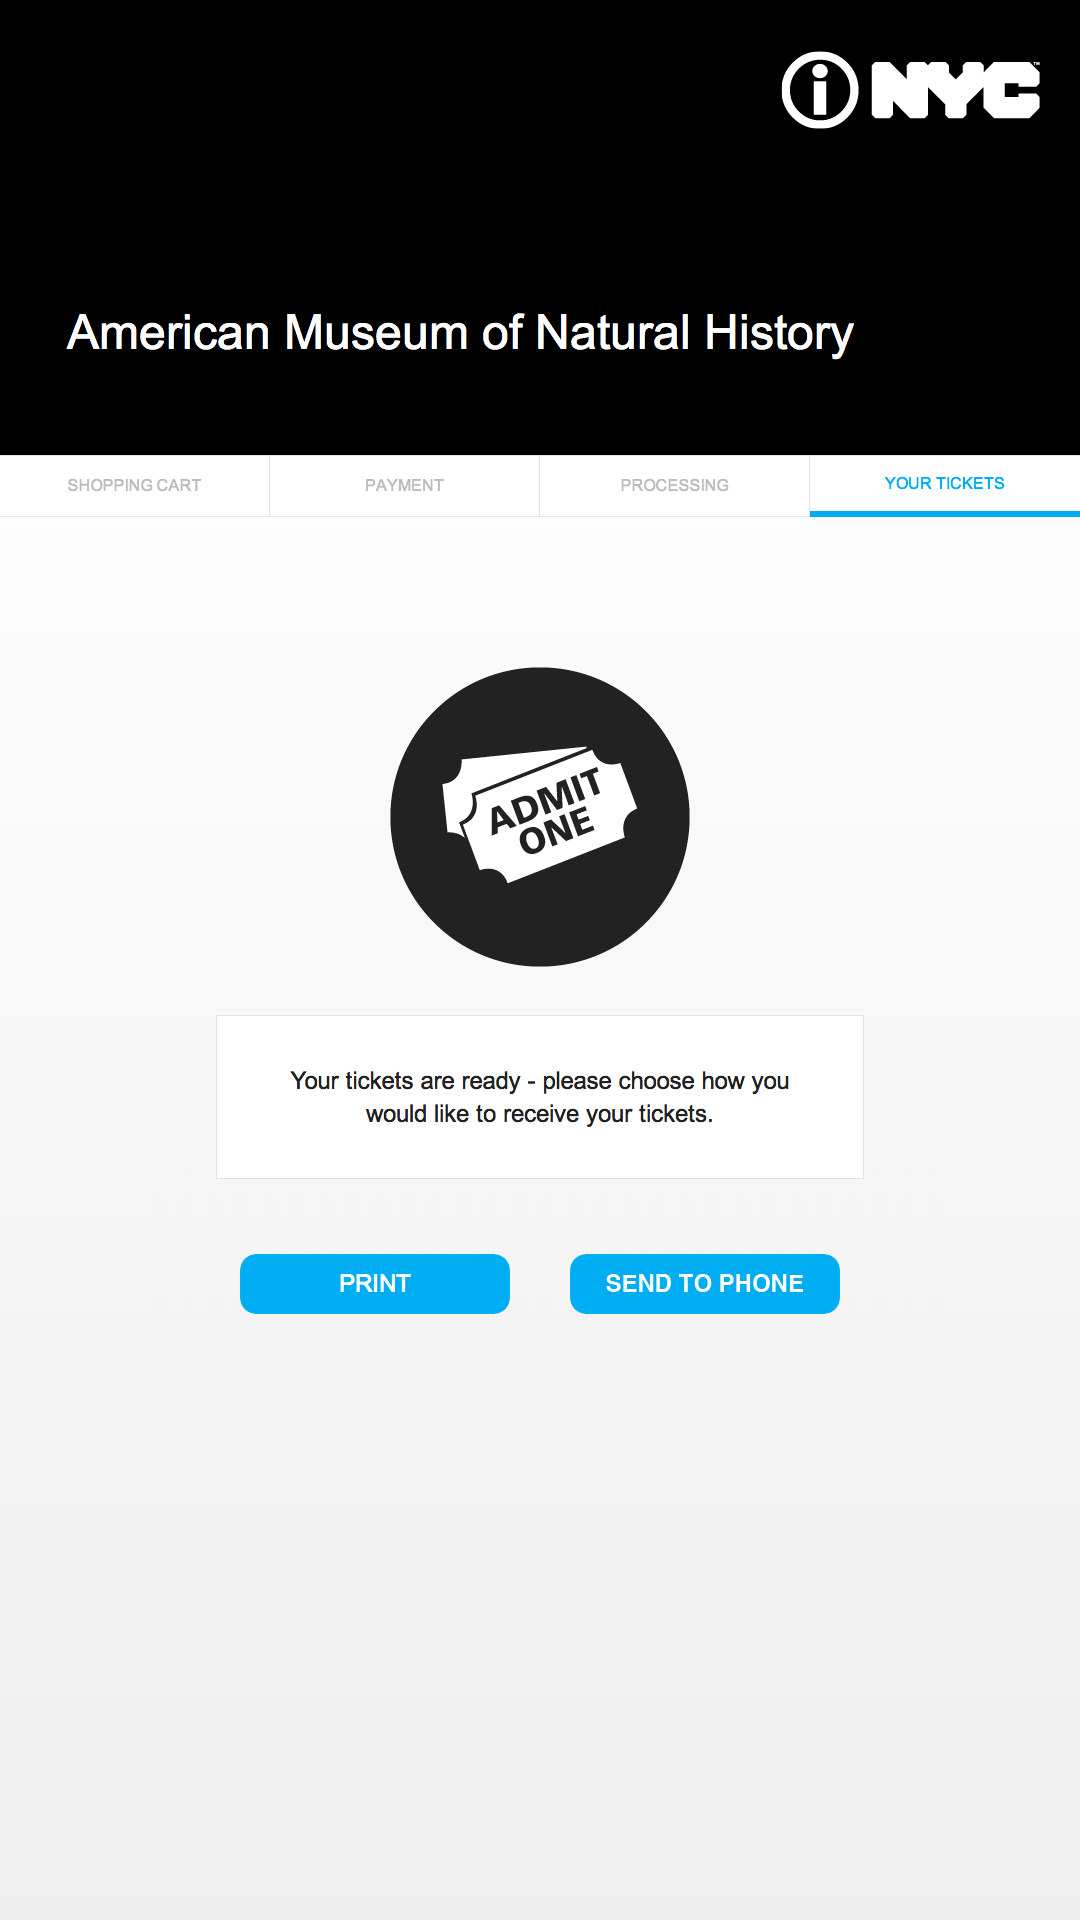 i NYC™
American Museum of Natural History
SHOPPING CART
PAYMENT
PROCESSING
YOUR TICKETS
ADMIT
ONE
Your tickets are ready - please choose how you
would like to receive your tickets.
PRINT
SEND TO PHONE